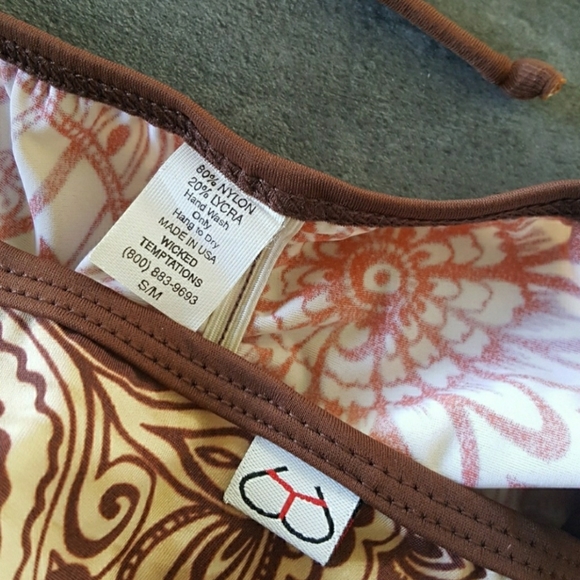 80% NYLON
20% LYCRA
Hand Wash
Only
Hang to Dry
MADE IN USA
WICKED
TEMPTATIONS
(800) 883-9693
S/M